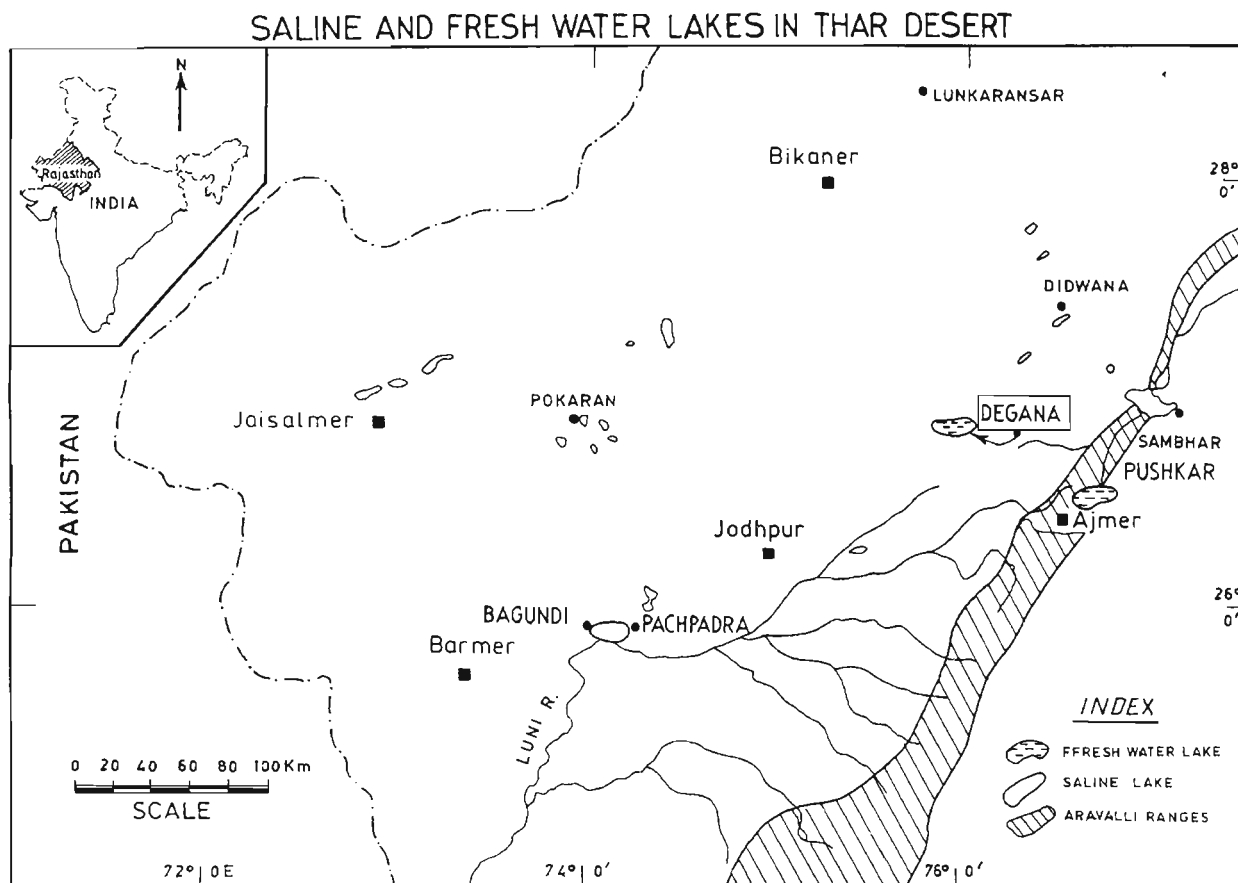 SALINE AND FRESH WATER LAKES IN THAR DESERT
N
Rajasthan
INDIA
LUNKARANSAR
Bikaner
28°
0'
DIDWANA
Jaisalmer
POKARAN
DEGANA
SAMBHAR
PUSHKAR
Ajmer
PAKISTAN
Jodhpur
26°
0'
BAGUNDI
PACHPADRA
Barmer
LUNI R.
INDEX
FFRESH WATER LAKE
SALINE LAKE
ARAVALLI RANGES
0 20 40 60 80 100 Km
SCALE
72° 0E
74° 0'
76° 0'